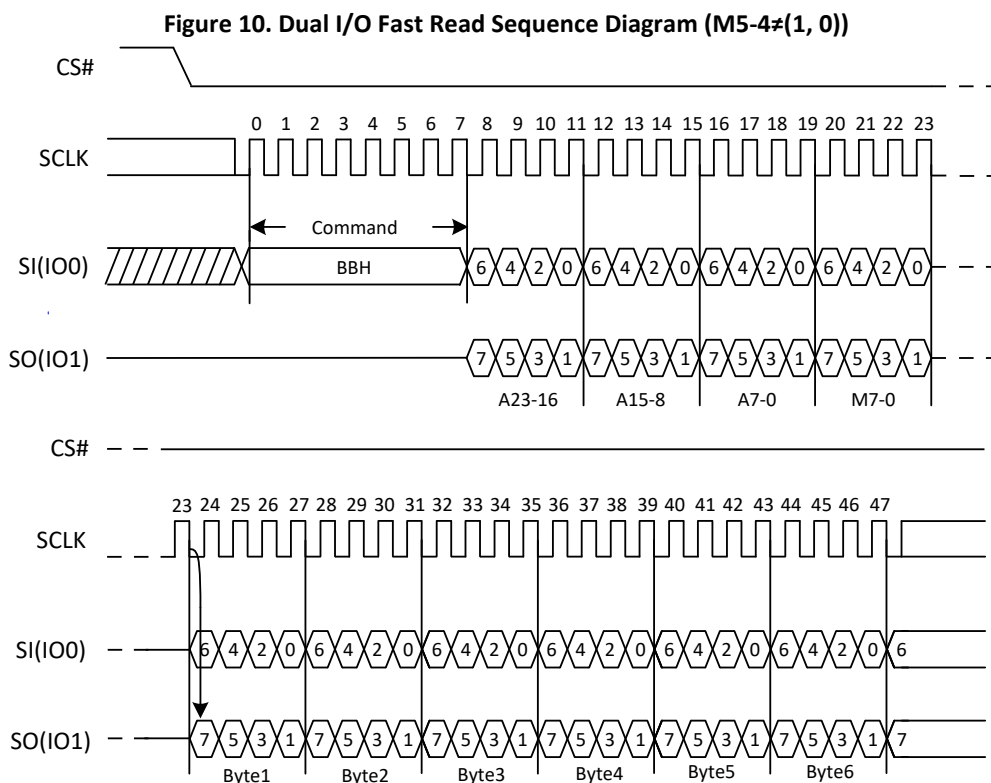 Figure 10. Dual I/O Fast Read Sequence Diagram (M5-4≠(1, 0))
CS#
0 1 2 3 4 5 6 7 8 9 10 11 12 13 14 15 16 17 18 19 20 21 22 23
SCLK
Command
SI(IO0) BBH 6 4 2 0 6 4 2 0 6 4 2 0 6 4 2 0
SO(IO1) 7 5 3 1 7 5 3 1 7 5 3 1 7 5 3 1
A23-16 A15-8 A7-0 M7-0
CS#
23 24 25 26 27 28 29 30 31 32 33 34 35 36 37 38 39 40 41 42 43 44 45 46 47
SCLK
SI(IO0) 6 4 2 0 6 4 2 0 6 4 2 0 6 4 2 0 6 4 2 0 6 4 2 0 6
SO(IO1) 7 5 3 1 7 5 3 1 7 5 3 1 7 5 3 1 7 5 3 1 7 5 3 1 7
Byte1 Byte2 Byte3 Byte4 Byte5 Byte6